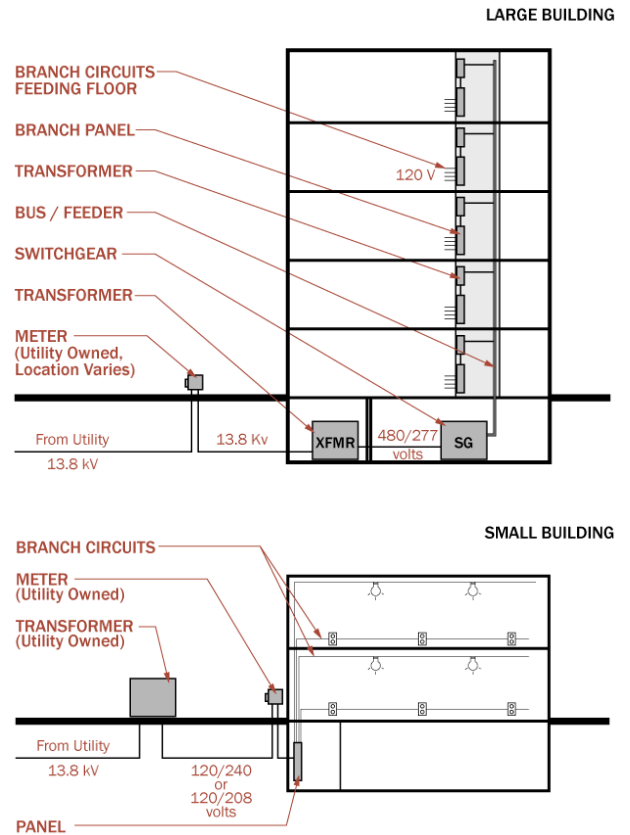 LARGE BUILDING
BRANCH CIRCUITS
FEEDING FLOOR
BRANCH PANEL
TRANSFORMER
120 V
BUS / FEEDER
SWITCHGEAR
TRANSFORMER
METER
(Utility Owned,
Location Varies)
From Utility
13.8 kV
13.8 Kv
XFMR
480/277
volts
SG
SMALL BUILDING
BRANCH CIRCUITS
METER
(Utility Owned)
TRANSFORMER
(Utility Owned)
From Utility
13.8 kV
120/240
or
120/208
volts
PANEL